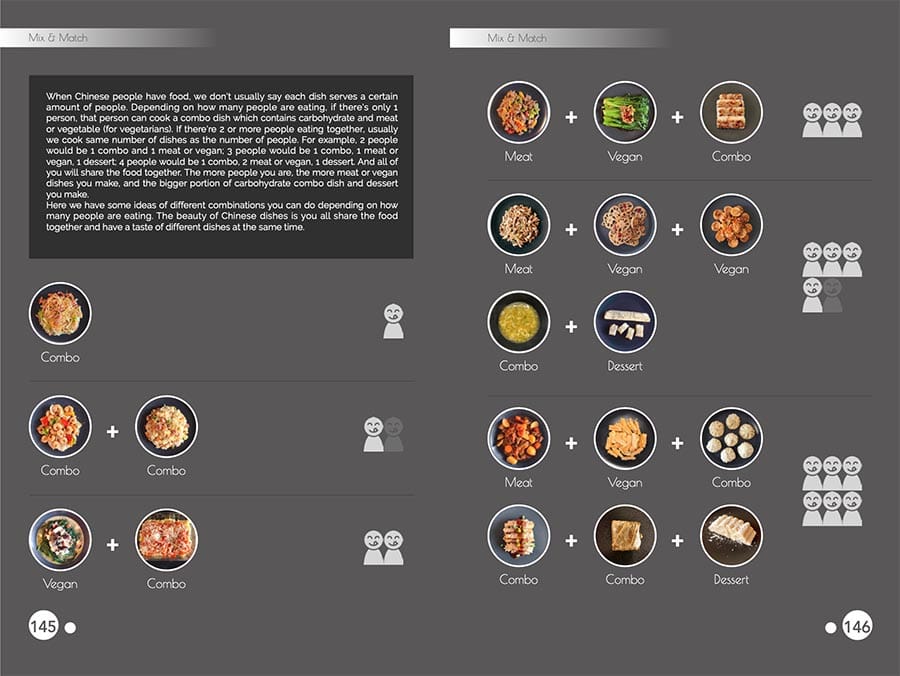 Mix & Match
When Chinese people have food, we don't usually say each dish serves a certain
amount of people. Depending on how many people are eating, if there's only 1
person, that person can cook a combo dish which contains carbohydrate and meat
or vegetable (for vegetarians). If there're 2 or more people eating together, usually
we cook same number of dishes as the number of people. For example, 2 people
would be 1 combo and 1 meat or vegan; 3 people would be 1 combo, 1 meat or
vegan, 1 dessert; 4 people would be 1 combo, 2 meat or vegan, 1 dessert. And all of
you will share the food together. The more people you are, the more meat or vegan
dishes you make, and the bigger portion of carbohydrate combo dish and dessert
you make.
Here we have some ideas of different combinations you can do depending on how
many people are eating. The beauty of Chinese dishes is you all share the food
together and have a taste of different dishes at the same time.
Combo
+
Combo Combo
+
Vegan Combo
145
Mix & Match
+ +
Meat Vegan Combo
+ +
Meat Vegan Vegan
+
Combo Dessert
+ +
Meat Vegan Combo
+ +
Combo Combo Dessert
146